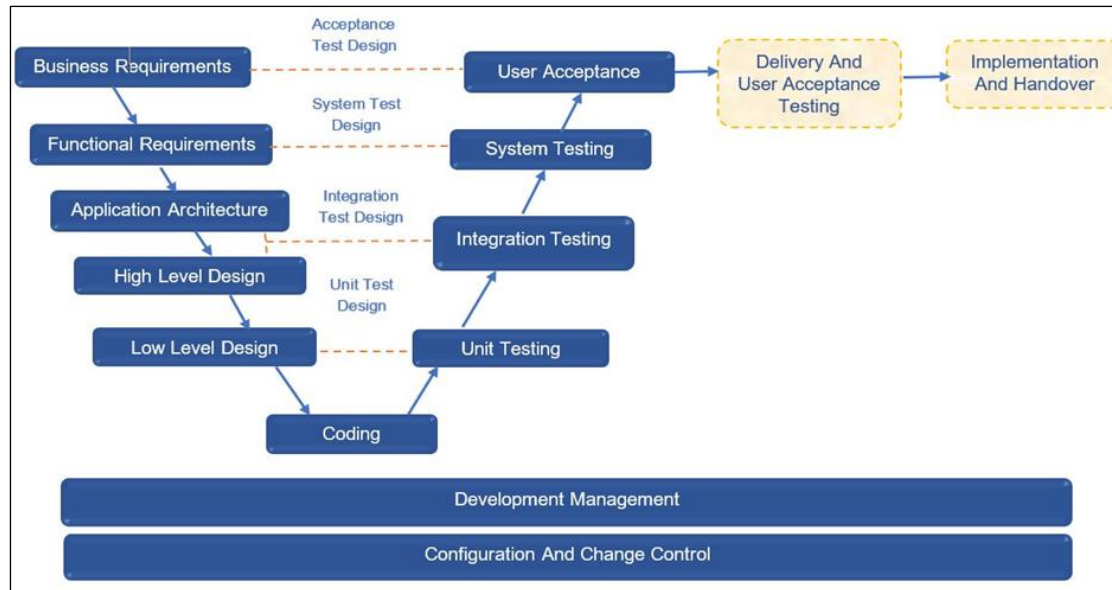 Acceptance
Test Design
Business Requirements
User Acceptance
Delivery And
User Acceptance
Testing
Implementation
And Handover
System Test
Design
Functional Requirements
System Testing
Integration
Test Design
Application Architecture
Integration Testing
High Level Design
Unit Test
Design
Low Level Design
Unit Testing
Coding
Development Management
Configuration And Change Control